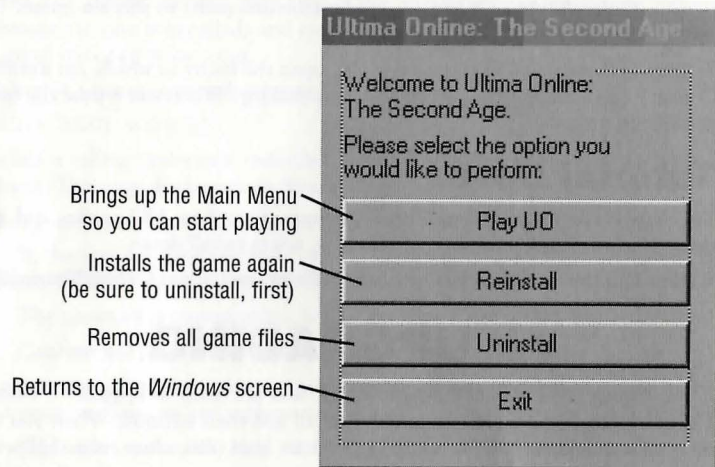 Ultima Online: The Second Age
Welcome to Ultima Online:
The Second Age.
Please select the option you
would like to perform:
Brings up the Main Menu
so you can start playing
Play UO
Installs the game again
(be sure to uninstall, first)
Reinstall
Removes all game files
Uninstall
Returns to the Windows screen
Exit